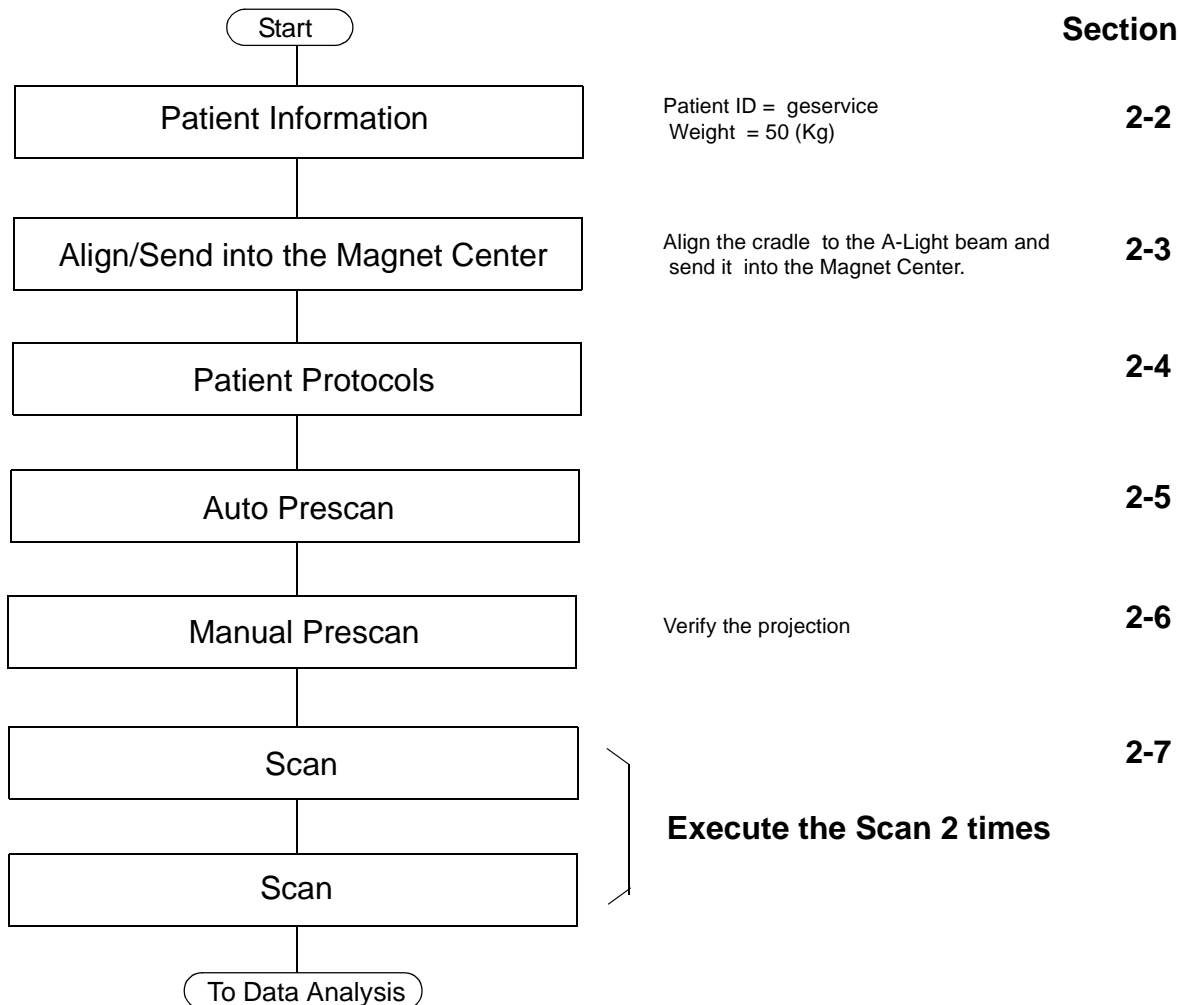 Start
Section
Patient Information
Patient ID = geservice
Weight = 50 (Kg)
2-2
Align/Send into the Magnet Center
Align the cradle to the A-Light beam and
send it into the Magnet Center.
2-3
Patient Protocols
2-4
Auto Prescan
2-5
Manual Prescan
Verify the projection
2-6
Scan
2-7
Execute the Scan 2 times
Scan
To Data Analysis